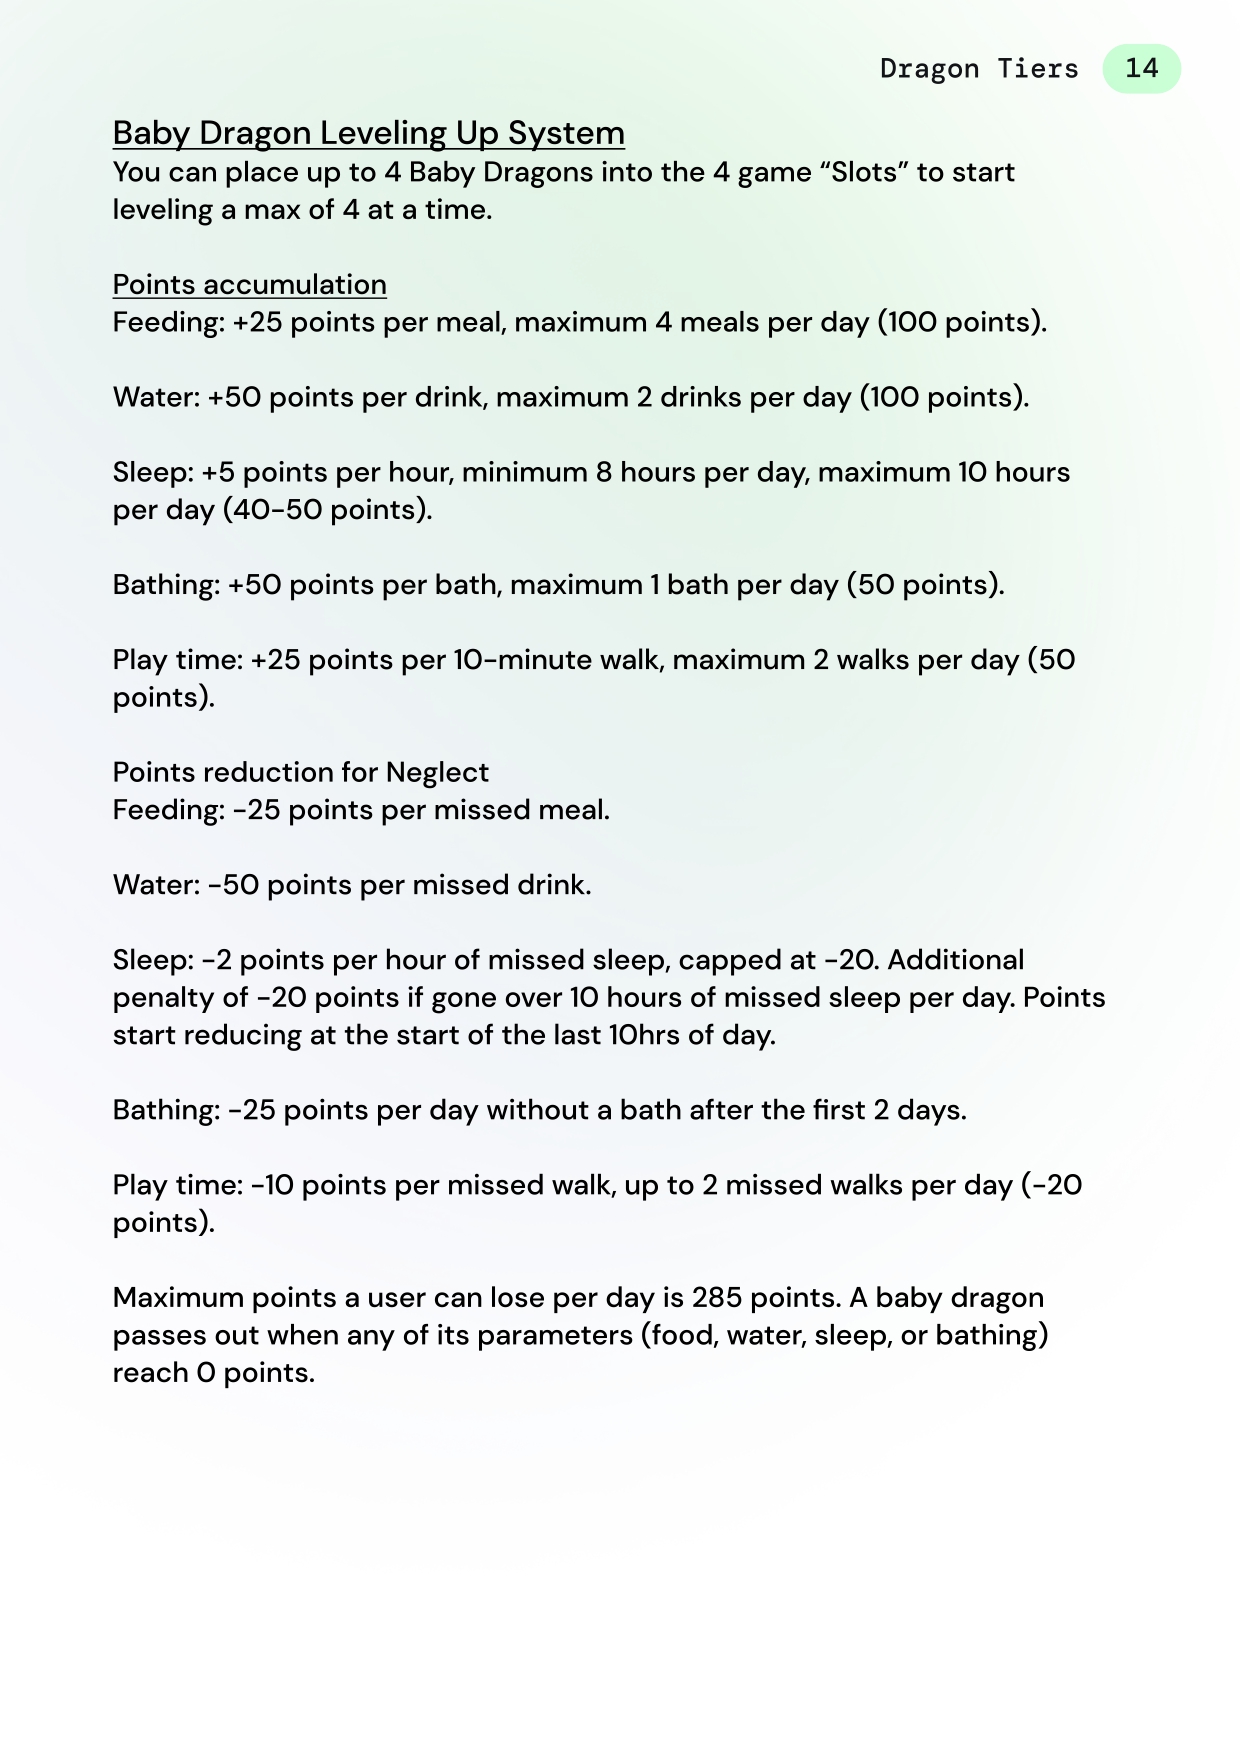 Dragon Tiers 14
Baby Dragon Leveling Up System
You can place up to 4 Baby Dragons into the 4 game “Slots” to start
leveling a max of 4 at a time.
Points accumulation
Feeding: +25 points per meal, maximum 4 meals per day (100 points).
Water: +50 points per drink, maximum 2 drinks per day (100 points).
Sleep: +5 points per hour, minimum 8 hours per day, maximum 10 hours
per day (40-50 points).
Bathing: +50 points per bath, maximum 1 bath per day (50 points).
Play time: +25 points per 10-minute walk, maximum 2 walks per day (50
points).
Points reduction for Neglect
Feeding: -25 points per missed meal.
Water: -50 points per missed drink.
Sleep: -2 points per hour of missed sleep, capped at -20. Additional
penalty of -20 points if gone over 10 hours of missed sleep per day. Points
start reducing at the start of the last 10hrs of day.
Bathing: -25 points per day without a bath after the first 2 days.
Play time: -10 points per missed walk, up to 2 missed walks per day (-20
points).
Maximum points a user can lose per day is 285 points. A baby dragon
passes out when any of its parameters (food, water, sleep, or bathing)
reach 0 points.